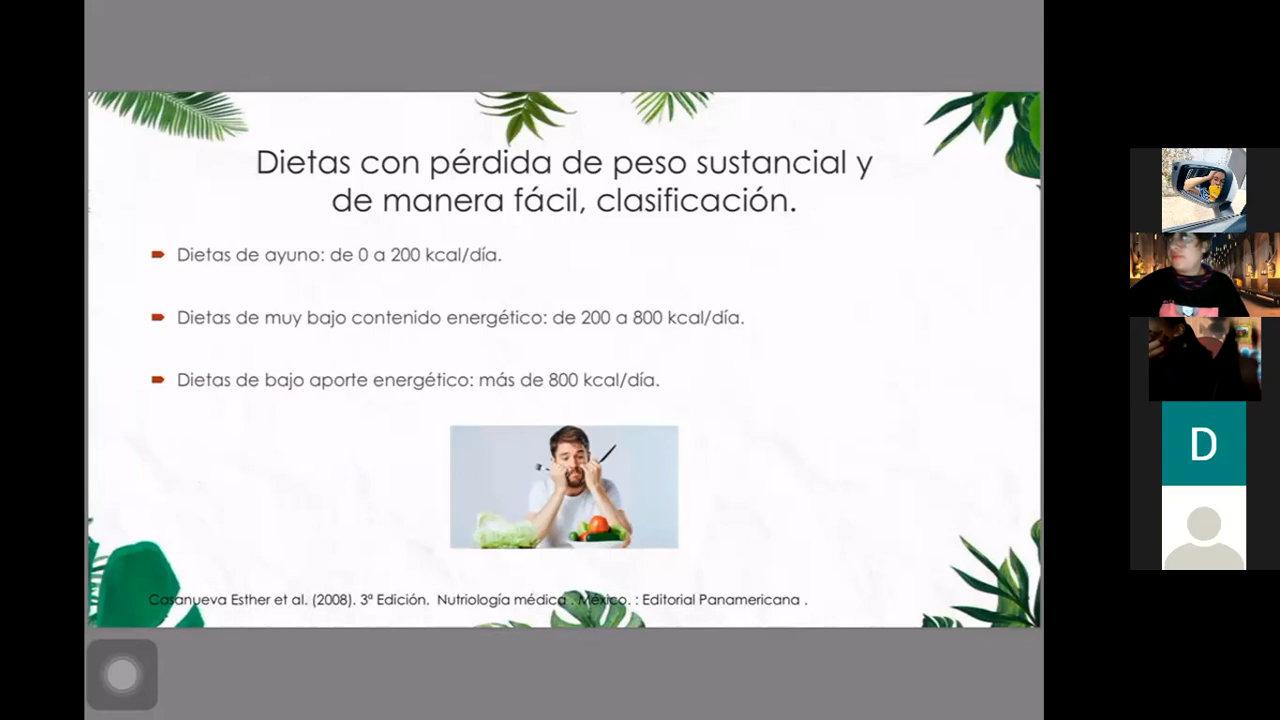 Dietas con pérdida de peso sustancial y
de manera fácil, clasificación.
Dietas de ayuno: de 0 a 200 kcal/día.
Dietas de muy bajo contenido energético: de 200 a 800 kcal/día.
Dietas de bajo aporte energético: más de 800 kcal/día.
Casanueva Esther et al. (2008). 3ª Edición. Nutriología médica . México. : Editorial Panamericana .
D